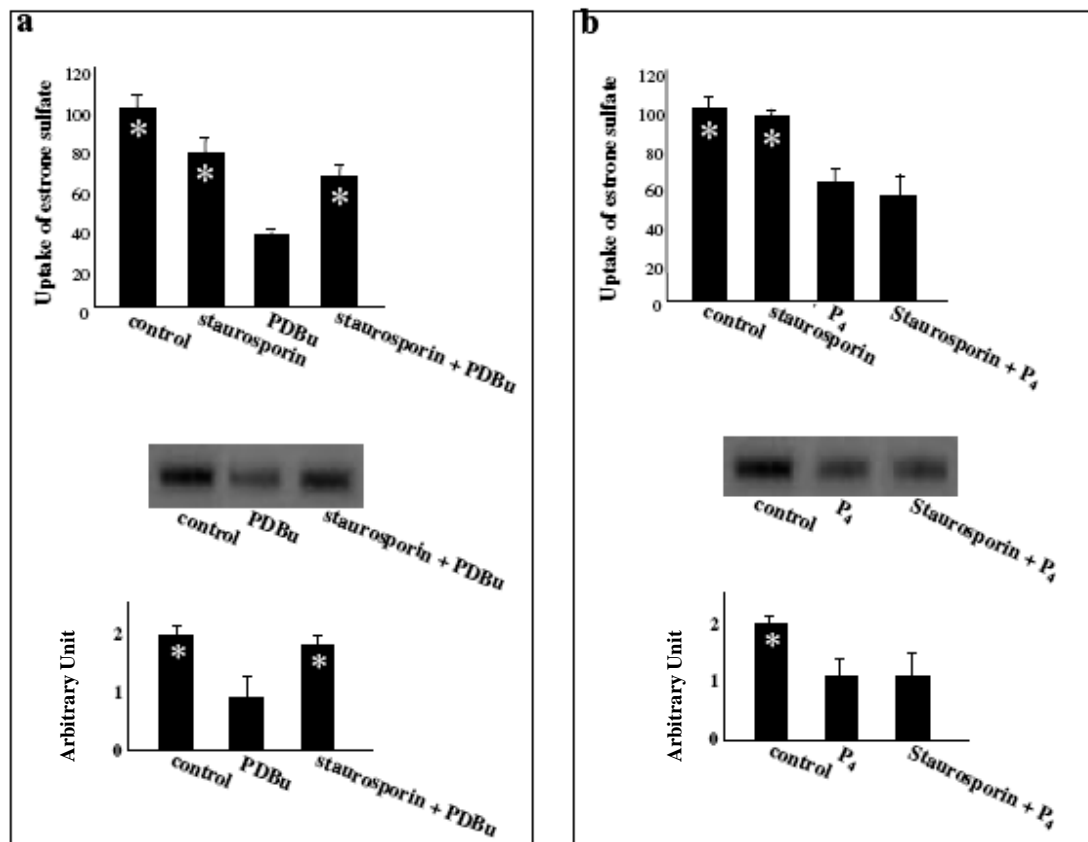 a
Uptake of estrone sulfate
120
100
80
60
40
20
0
control
staurosporin
PDBu
staurosporin + PDBu
control
PDBu
staurosporin + PDBu
Arbitrary Unit
2
1
0
control
PDBu
staurosporin + PDBu
b
Uptake of estrone sulfate
120
100
80
60
40
20
0
control
staurosporin
P4
Staurosporin + P4
control
P4
Staurosporin + P4
Arbitrary Unit
2
1
0
control
P4
Staurosporin + P4